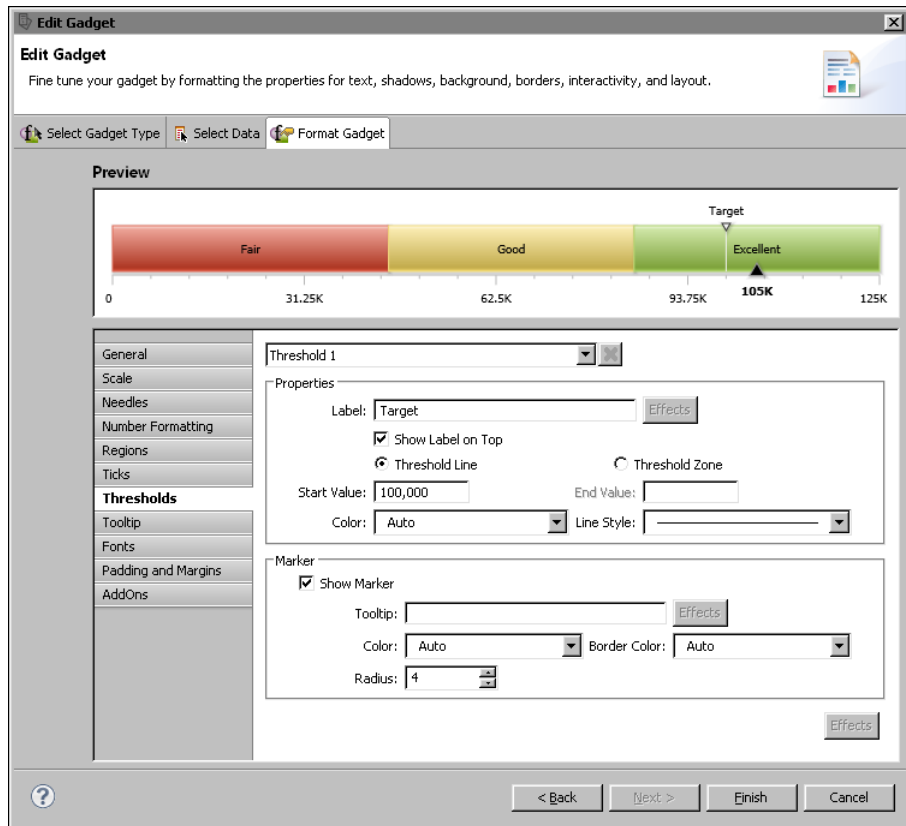 Edit Gadget
Edit Gadget
Fine tune your gadget by formatting the properties for text, shadows, background, borders, interactivity, and layout.
Select Gadget Type Select Data Format Gadget
Preview
Target
Fair Good Excellent
0 31.25K 62.5K 93.75K 105K 125K
General
Scale
Needles
Number Formatting
Regions
Ticks
Thresholds
Tooltip
Fonts
Padding and Margins
AddOns
Threshold 1
Properties
Label: Target Effects
Show Label on Top
Threshold Line Threshold Zone
Start Value: 100,000 End Value:
Color: Auto Line Style:
Marker
Show Marker
Tooltip: Effects
Color: Auto Border Color: Auto
Radius: 4
Effects
? < Back Next > Finish Cancel